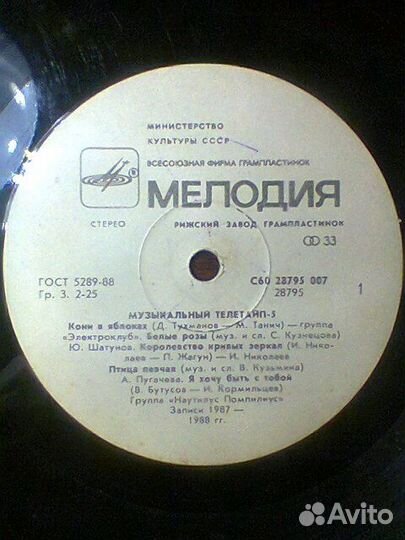 МИНИСТЕРСТВО
КУЛЬТУРЫ СССР
ВСЕСОЮЗНАЯ ФИРМА ГРАМПЛАСТИНОК
МЕЛОДИЯ
СТЕРЕО
РИЖСКИЙ ЗАВОД ГРАМПЛАСТИНОК
33
ГОСТ 5289-88
С60 28795 007
Гр. 3. 2-25
28795
1
МУЗЫКАЛЬНЫЙ ТЕЛЕТАЙП-5
Кони в яблоках (Д. Тухманов — М. Танич) — группа
«Электроклуб». Белые розы (муз. и сл. С. Кузнецова)
Ю. Шатунов. Королевство кривых зеркал (И. Нико-
лаев — П. Жагун) — И. Николаев
Птица певчая (муз. и сл. В. Кузьмина)
А. Пугачева. Я хочу быть с тобой
(В. Бутусов — И. Кормильцев)
Группа «Наутилус Помпилиус»
Записи 1987 —
1988 гг.
Avito